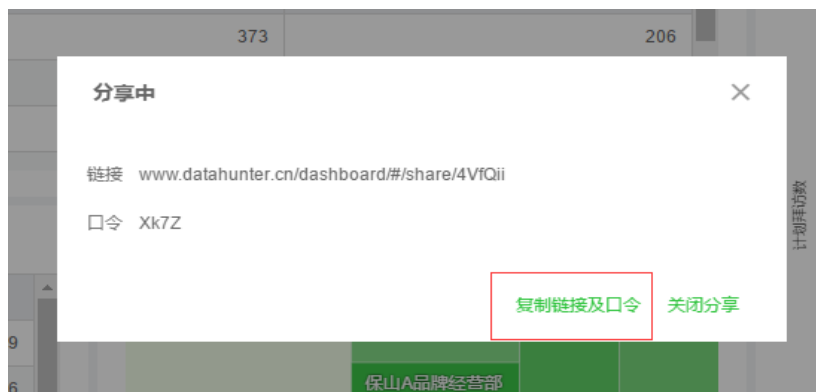 373 206
分享中
链接 www.datahunter.cn/dashboard/#/share/4VfQii
口令 Xk7Z
计划拜访数
复制链接及口令 关闭分享
9
保山A品牌经营部
6